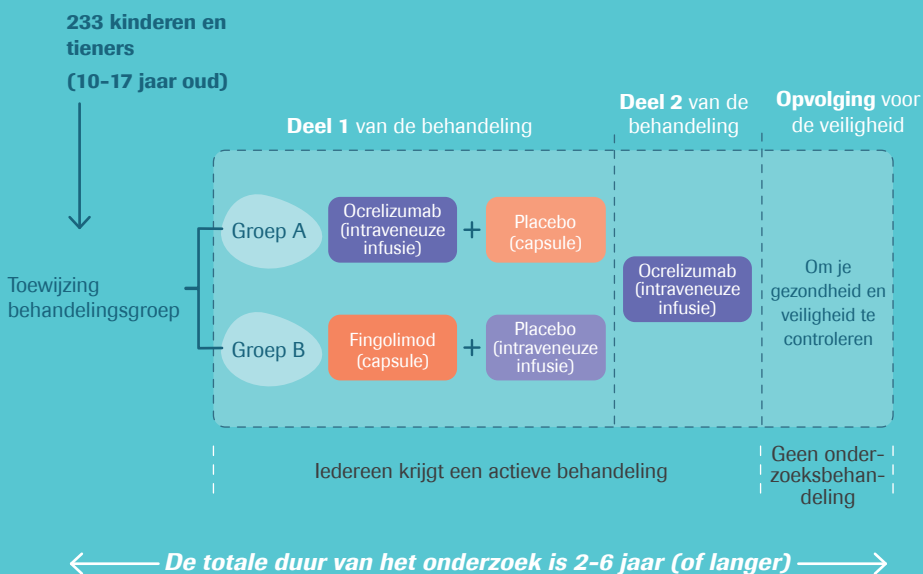 233 kinderen en
tieners
(10-17 jaar oud)
Deel 1 van de behandeling
Deel 2 van de
behandeling
Opvolging voor
de veiligheid
Toewijzing
behandelingsgroep
Groep A
Ocrelizumab
(intraveneuze
infusie)
+
Placebo
(capsule)
Groep B
Fingolimod
(capsule)
+
Placebo
(intraveneuze
infusie)
Ocrelizumab
(intraveneuze
infusie)
Om je
gezondheid en
veiligheid te
controleren
Iedereen krijgt een actieve behandeling
Geen onder-
zoeksbehan-
deling
De totale duur van het onderzoek is 2-6 jaar (of langer)